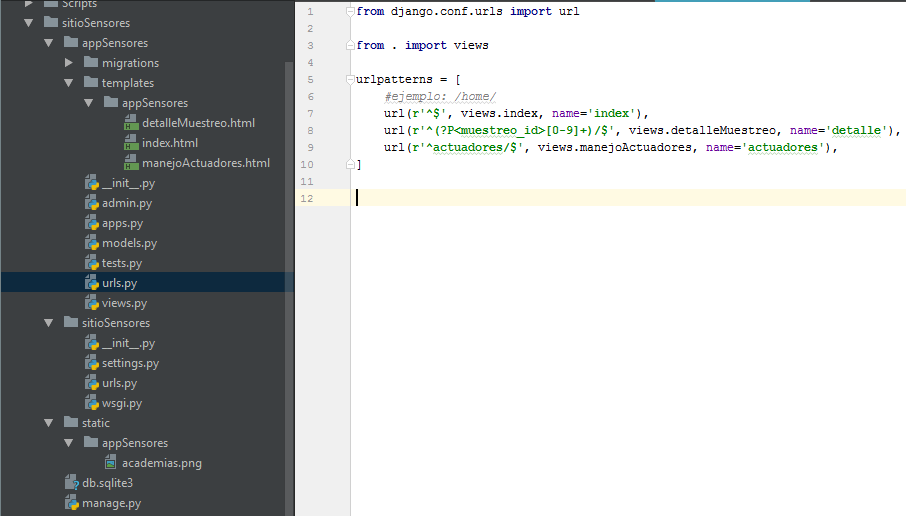 Scripts
sitioSensores
appSensores
migrations
templates
appSensores
detalleMuestreo.html
index.html
manejoActuadores.html
__init__.py
admin.py
apps.py
models.py
tests.py
urls.py
views.py
sitioSensores
__init__.py
settings.py
urls.py
wsgi.py
static
appSensores
academias.png
db.sqlite3
manage.py
1 from django.conf.urls import url
2
3 from . import views
4
5 urlpatterns = [
6 #ejemplo: /home/
7 url(r'^$', views.index, name='index'),
8 url(r'^(?P<muestreo_id>[0-9]+)/$', views.detalleMuestreo, name='detalle'),
9 url(r'^actuadores/$', views.manejoActuadores, name='actuadores'),
10 ]
11
12